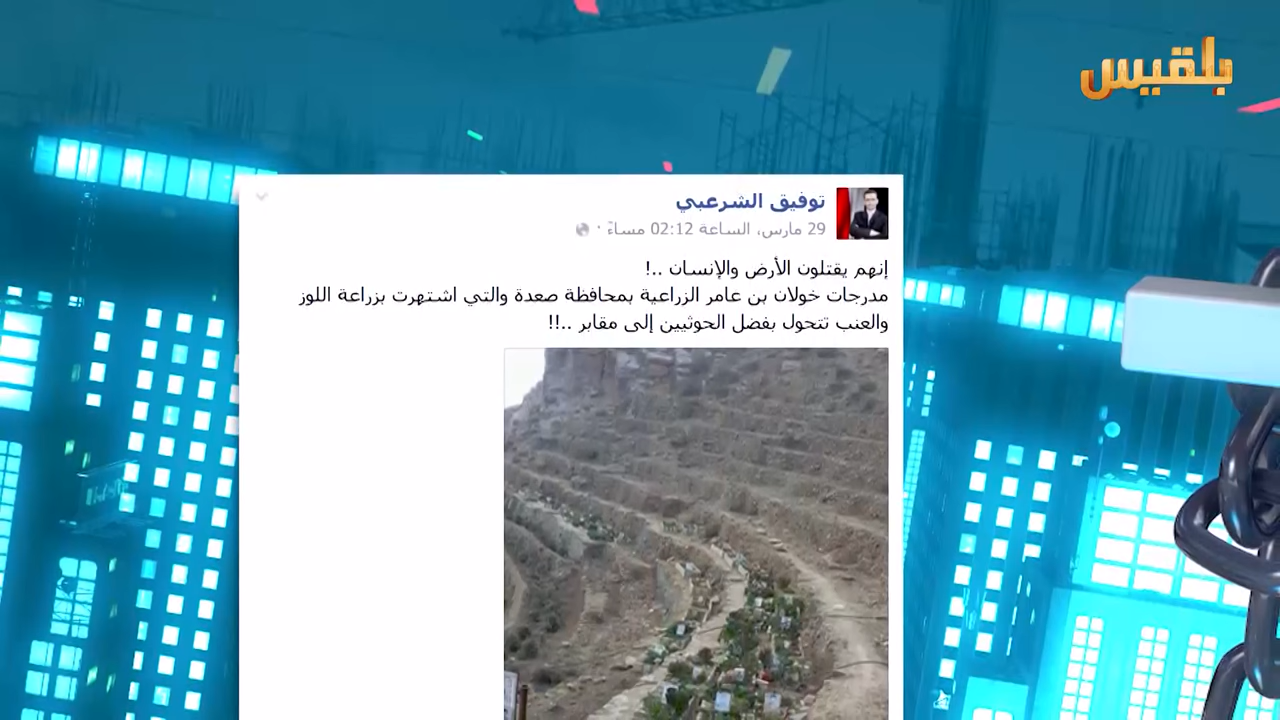 بلقيس
توفيق الشرعبي
29 مارس، الساعة 02:12 مساءً ·
إنهم يقتلون الأرض والإنسان ..!
مدرجات خولان بن عامر الزراعية بمحافظة صعدة والتي اشتهرت بزراعة اللوز
والعنب تتحول بفضل الحوثيين إلى مقابر ..!!